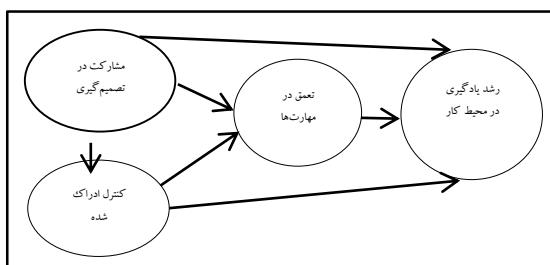 مشارکت در
تصمیم‌گیری
تعمق در
مهارت‌ها
رشد یادگیری
در محیط کار
کنترل ادراک
شده